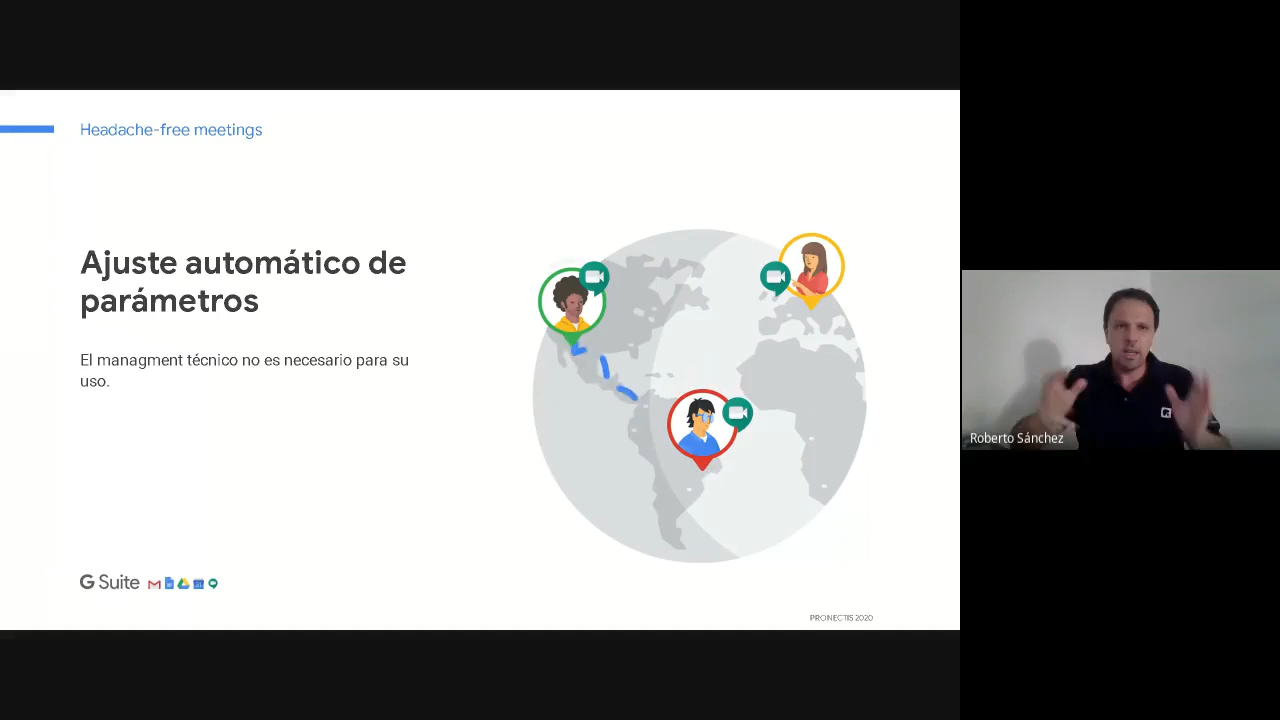 Headache-free meetings
Ajuste automático de
parámetros
El managment técnico no es necesario para su
uso.
G Suite
PRONECTIS 2020
Roberto Sánchez